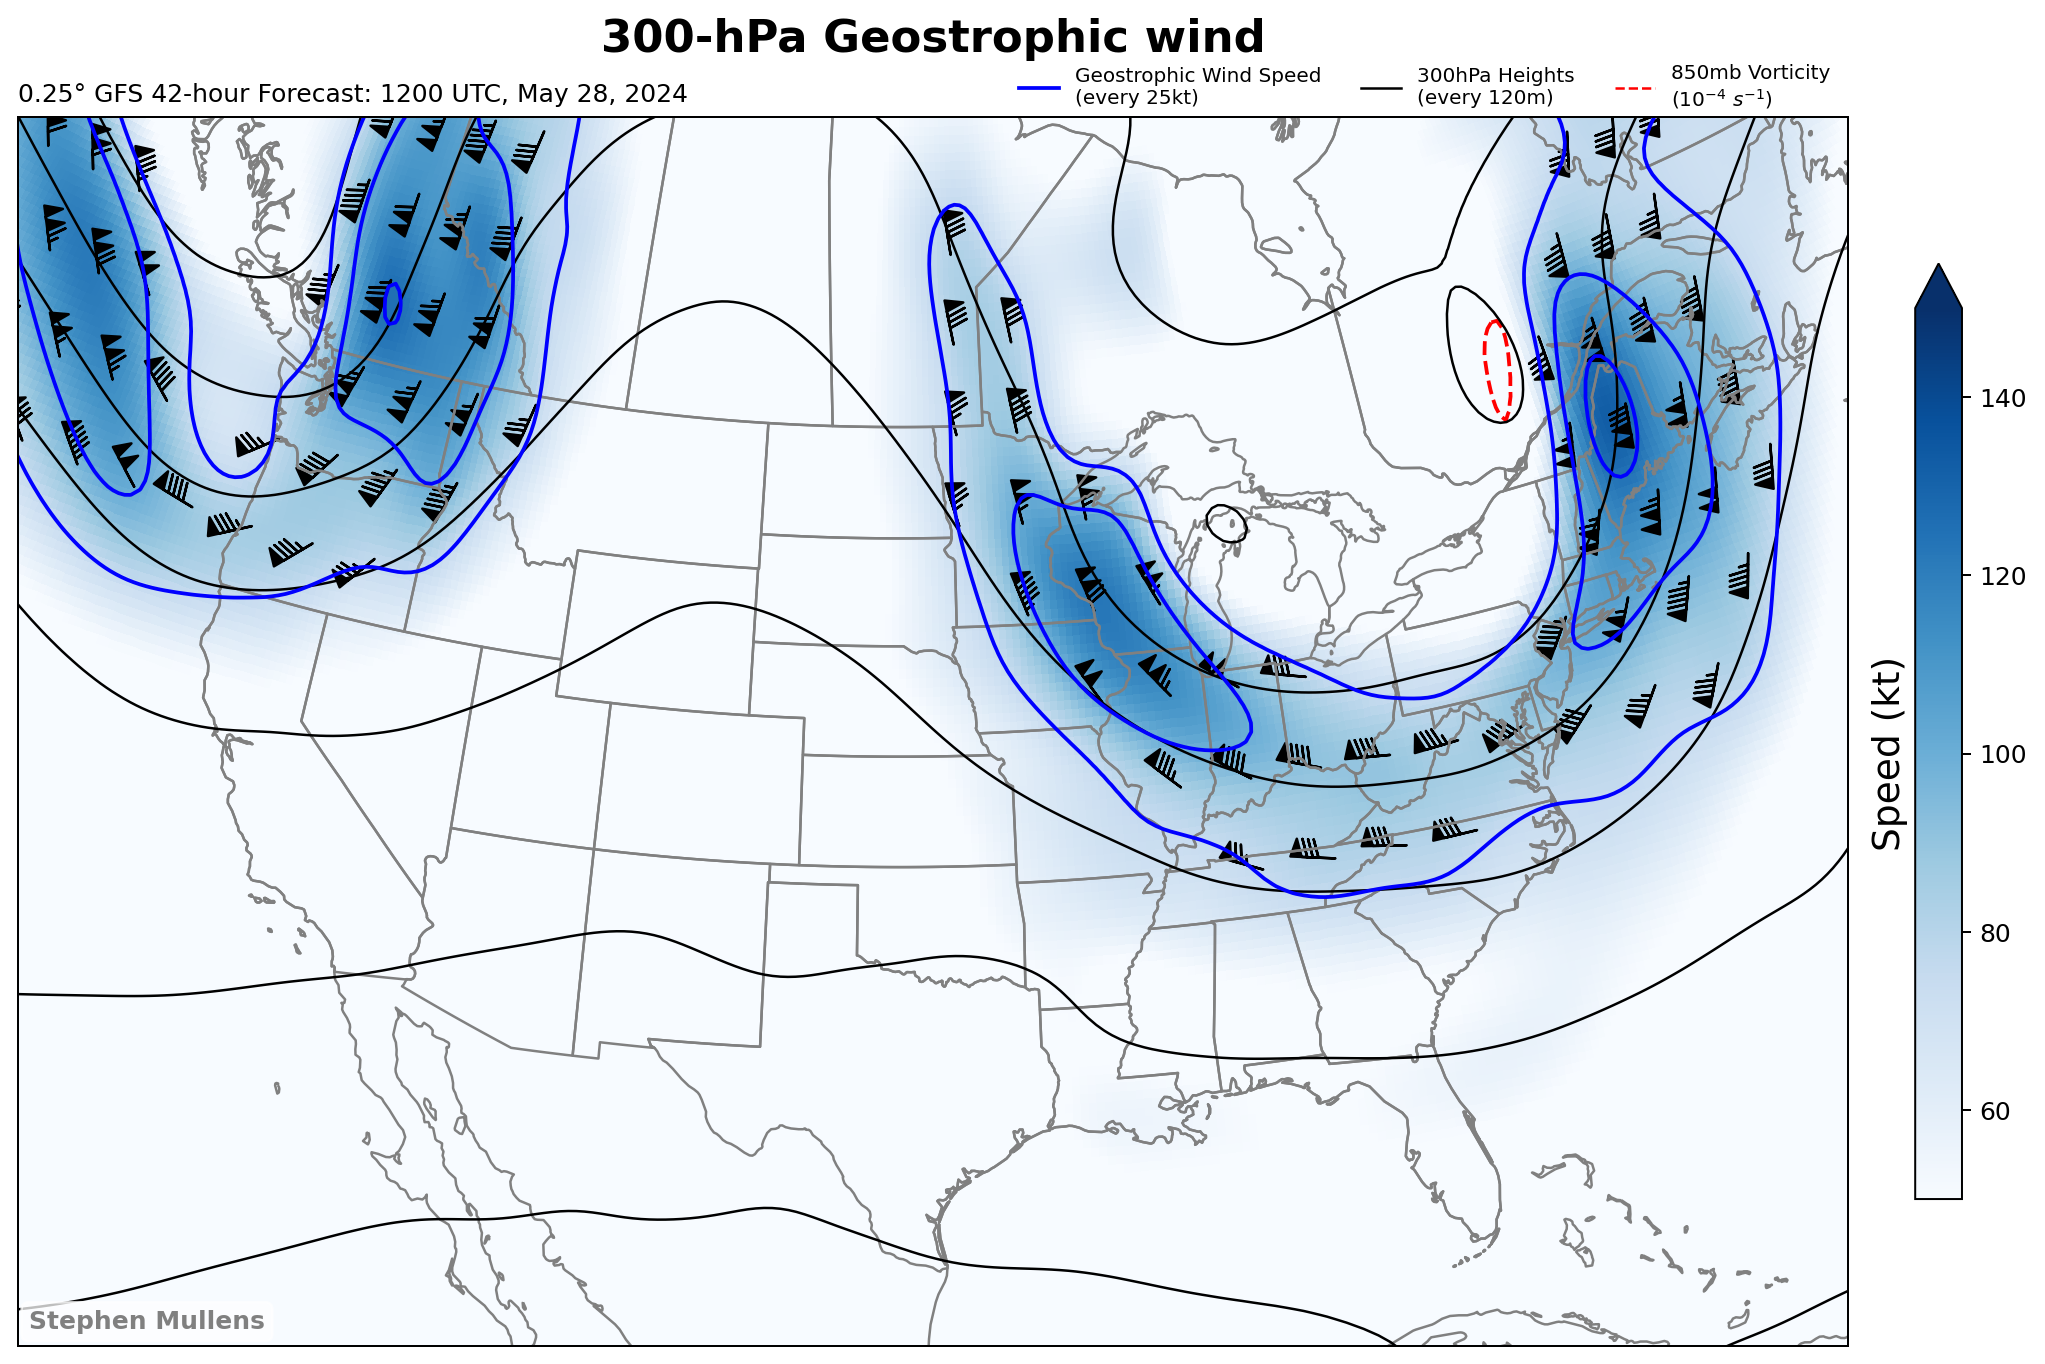 300-hPa Geostrophic wind
0.25° GFS 42-hour Forecast: 1200 UTC, May 28, 2024
Geostrophic Wind Speed
(every 25kt)
300hPa Heights
(every 120m)
850mb Vorticity
(10⁻⁴ s⁻¹)
140
120
100
80
60
Speed (kt)
Stephen Mullens